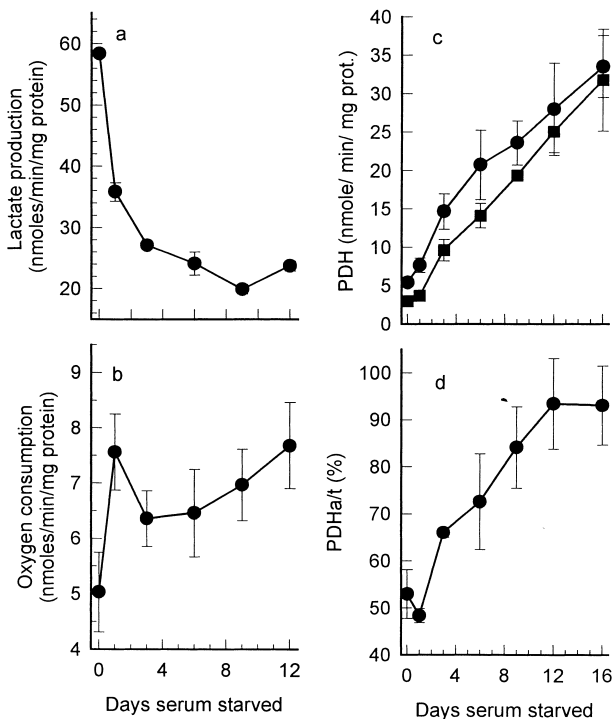 a
Lactate production
(nmoles/min/mg protein)
60
50
40
30
20
b
Oxygen consumption
(nmoles/min/mg protein)
9
8
7
6
5
4
0 4 8 12
Days serum starved
c
PDH (nmole/ min/ mg prot.)
40
35
30
25
20
15
10
5
0
d
PDHa/t (%)
100
90
80
70
60
50
40
0 4 8 12 16
Days serum starved